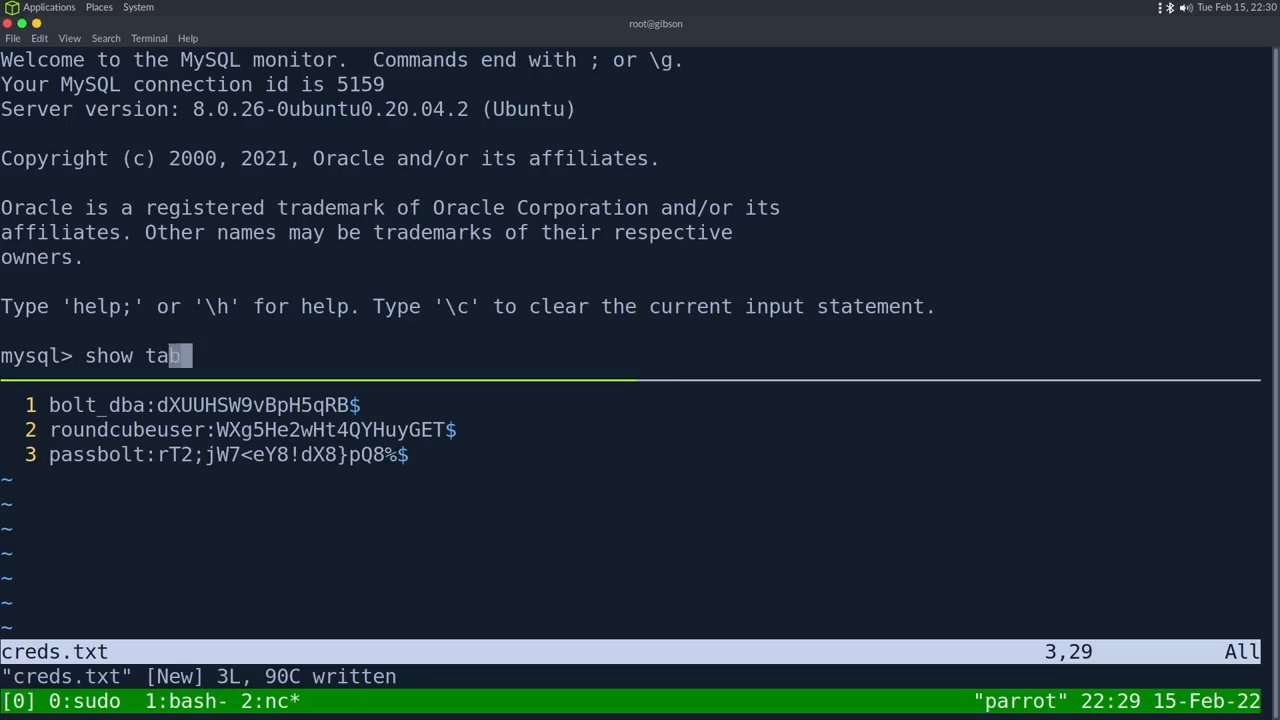 Applications Places System Tue Feb 15, 22:30
root@gibson
File Edit View Search Terminal Help
Welcome to the MySQL monitor.  Commands end with ; or \g.
Your MySQL connection id is 5159
Server version: 8.0.26-0ubuntu0.20.04.2 (Ubuntu)
Copyright (c) 2000, 2021, Oracle and/or its affiliates.
Oracle is a registered trademark of Oracle Corporation and/or its
affiliates. Other names may be trademarks of their respective
owners.
Type 'help;' or '\h' for help. Type '\c' to clear the current input statement.
mysql> show tab
1 bolt_dba:dXUUHSW9vBpH5qRB$
2 roundcubeuser:WXg5He2wHt4QYHuyGET$
3 passbolt:rT2;jW7<eY8!dX8}pQ8%$
~
~
~
~
~
~
~
creds.txt 3,29 All
"creds.txt" [New] 3L, 90C written
[0] 0:sudo  1:bash- 2:nc* "parrot" 22:29 15-Feb-22